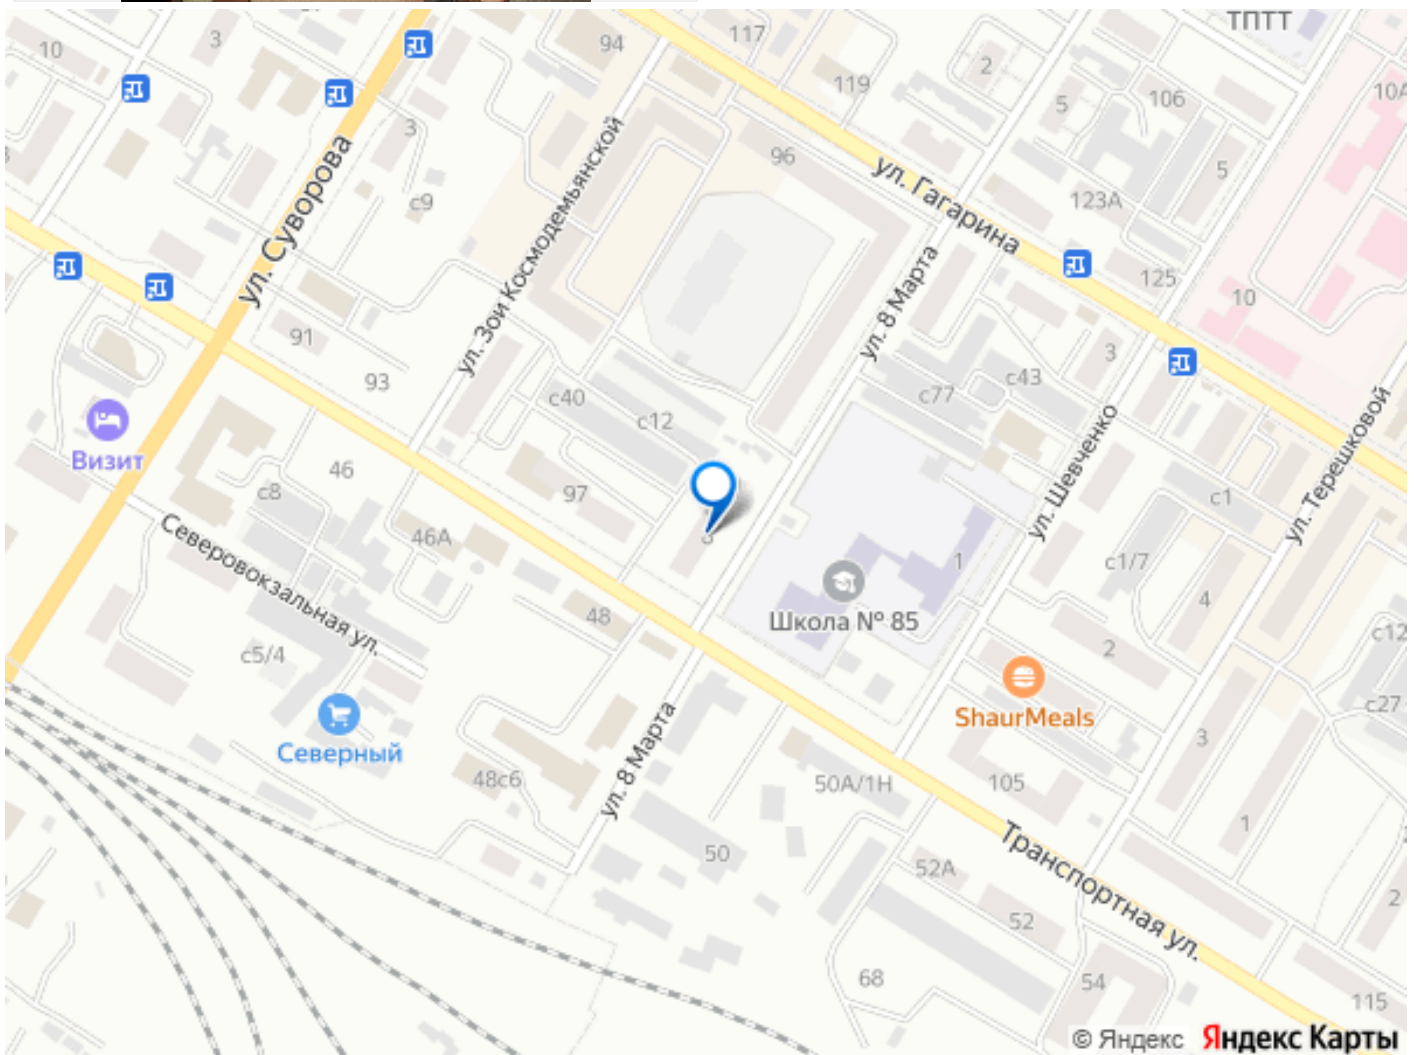 ТПТТ
10
3
94
117
2
119
5
106
10А
3
96
ул. Гагарина
5
с9
123А
ул. Суворова
ул. Зои Космодемьянской
125
10
91
ул. 8 Марта
3
93
с43
с40
с77
с12
Визит
ул. Шевченко
ул. Терешковой
46
с8
97
с1
46А
Северовокзальная ул.
1
с1/7
48
Школа № 85
4
с12
с5/4
2
ShaurMeals
с27
Северный
3
ул. 8 Марта
48с6
50А/1Н
105
1
50
Транспортная ул.
52А
2
52
68
54
115
© Яндекс Яндекс Карты